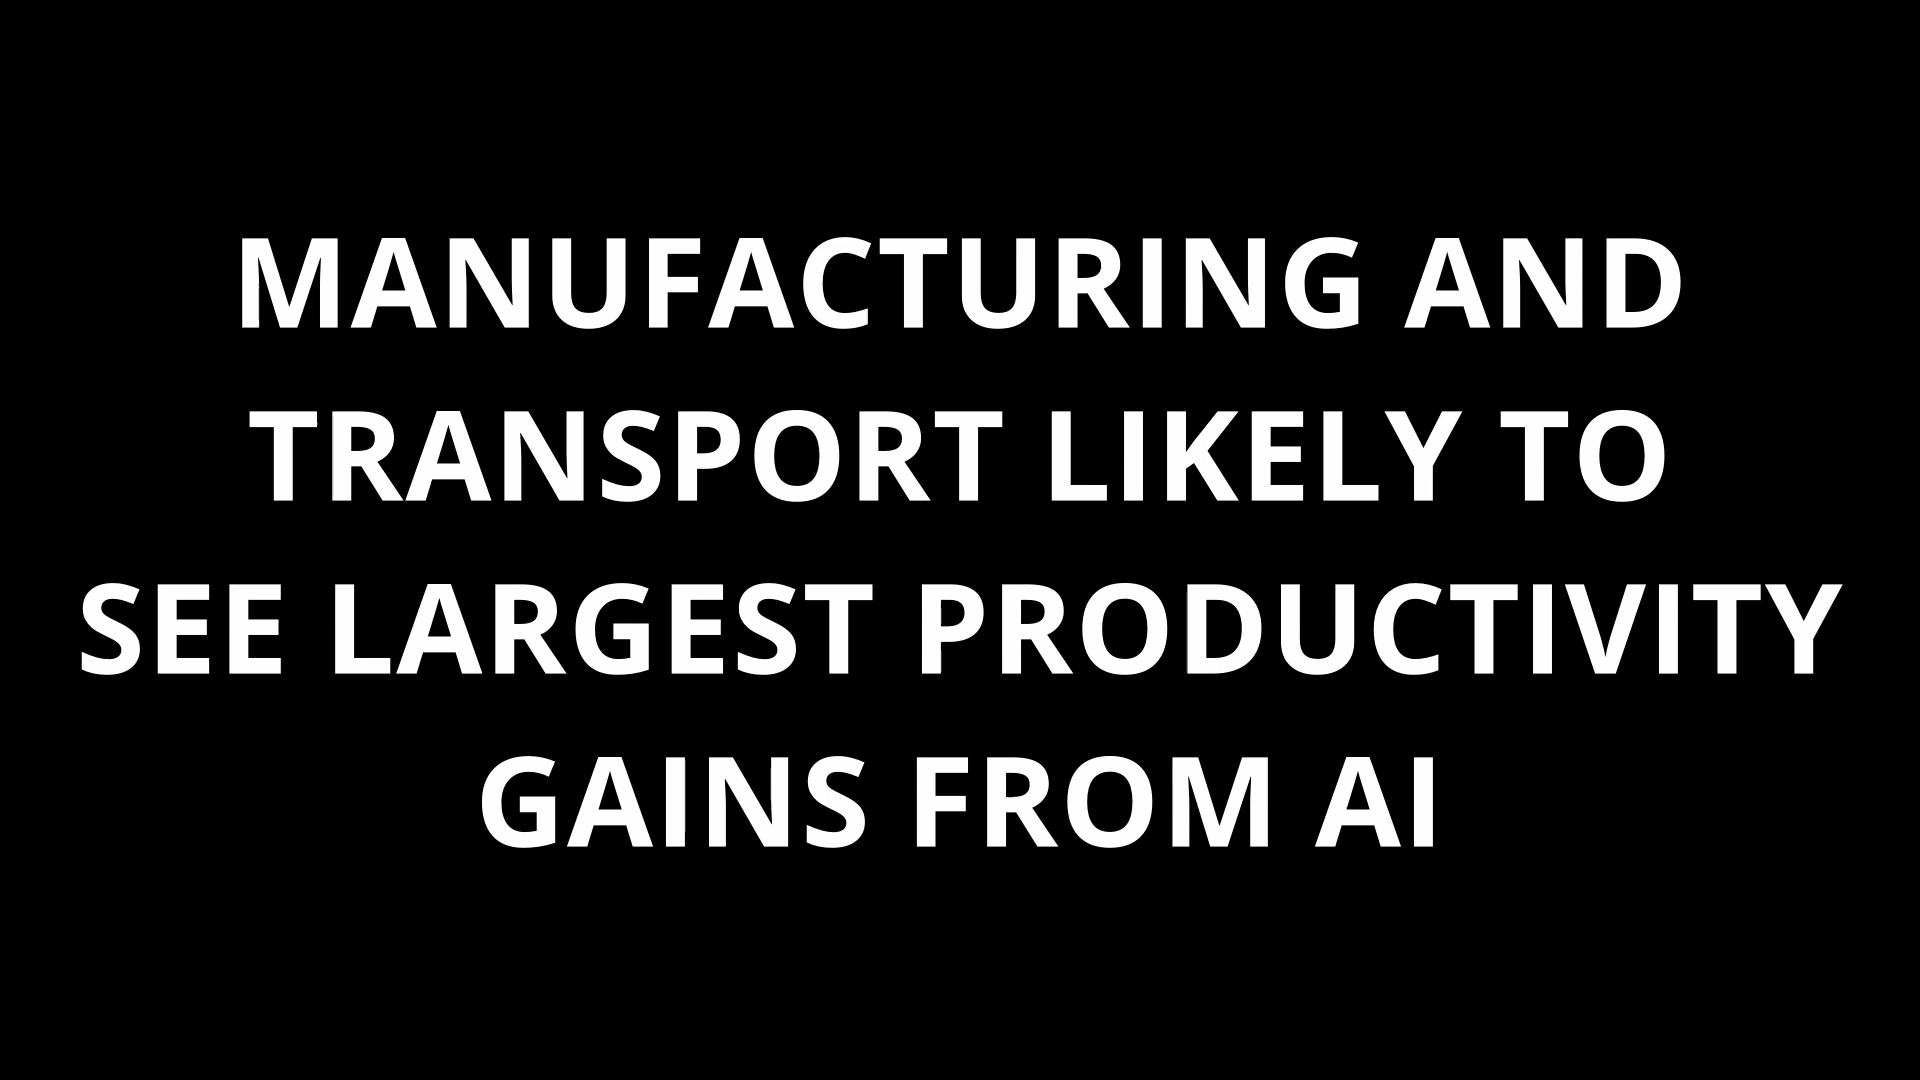 MANUFACTURING AND
TRANSPORT LIKELY TO
SEE LARGEST PRODUCTIVITY
GAINS FROM AI